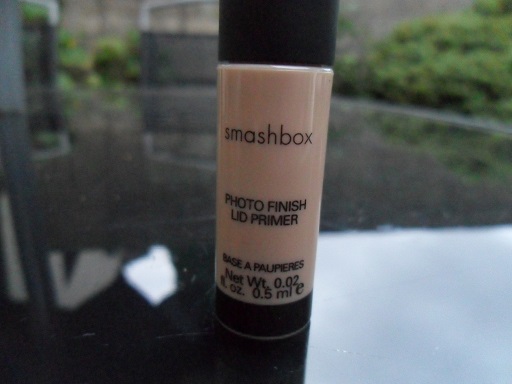 smashbox
PHOTO FINISH
LID PRIMER
BASE A PAUPIERES
Net Wt. 0.02
fl. oz. 0.5 ml e